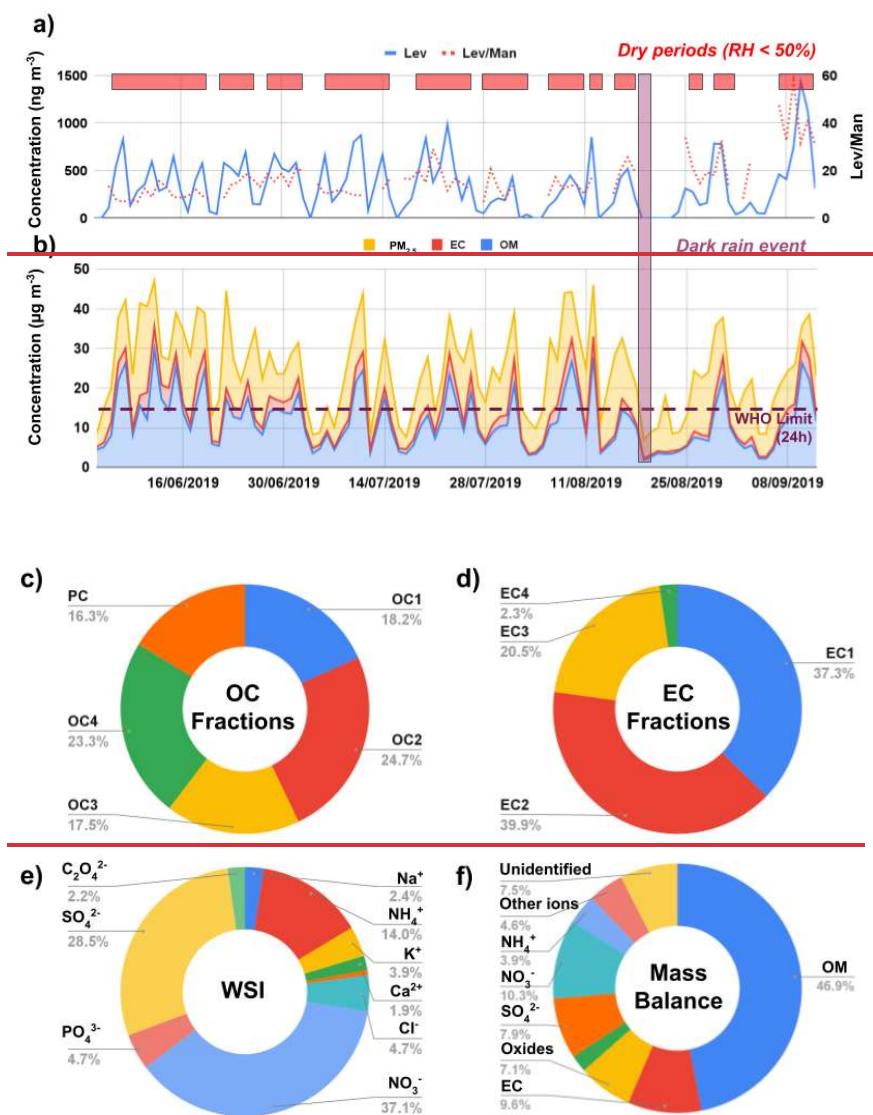 a)
Lev Lev/Man
Dry periods (RH < 50%)
Concentration (ng m⁻³)
1500
1000
500
0
60
40
20
0
Lev/Man
b)
PM2.5 EC OM
Dark rain event
Concentration (µg m⁻³)
50
40
30
20
10
0
WHO Limit
(24h)
16/06/2019 30/06/2019 14/07/2019 28/07/2019 11/08/2019 25/08/2019 08/09/2019
c)
PC
16.3%
OC1
18.2%
OC4
23.3%
OC2
24.7%
OC3
17.5%
OC
Fractions
d)
EC4
2.3%
EC3
20.5%
EC1
37.3%
EC2
39.9%
EC
Fractions
e)
C₂O₄²⁻
2.2%
SO₄²⁻
28.5%
PO₄³⁻
4.7%
Na⁺
2.4%
NH₄⁺
14.0%
K⁺
3.9%
Ca²⁺
1.9%
Cl⁻
4.7%
NO₃⁻
37.1%
WSI
f)
Unidentified
7.5%
Other ions
4.6%
NH₄⁺
3.9%
NO₃⁻
10.3%
SO₄²⁻
7.9%
Oxides
7.1%
EC
9.6%
OM
46.9%
Mass
Balance